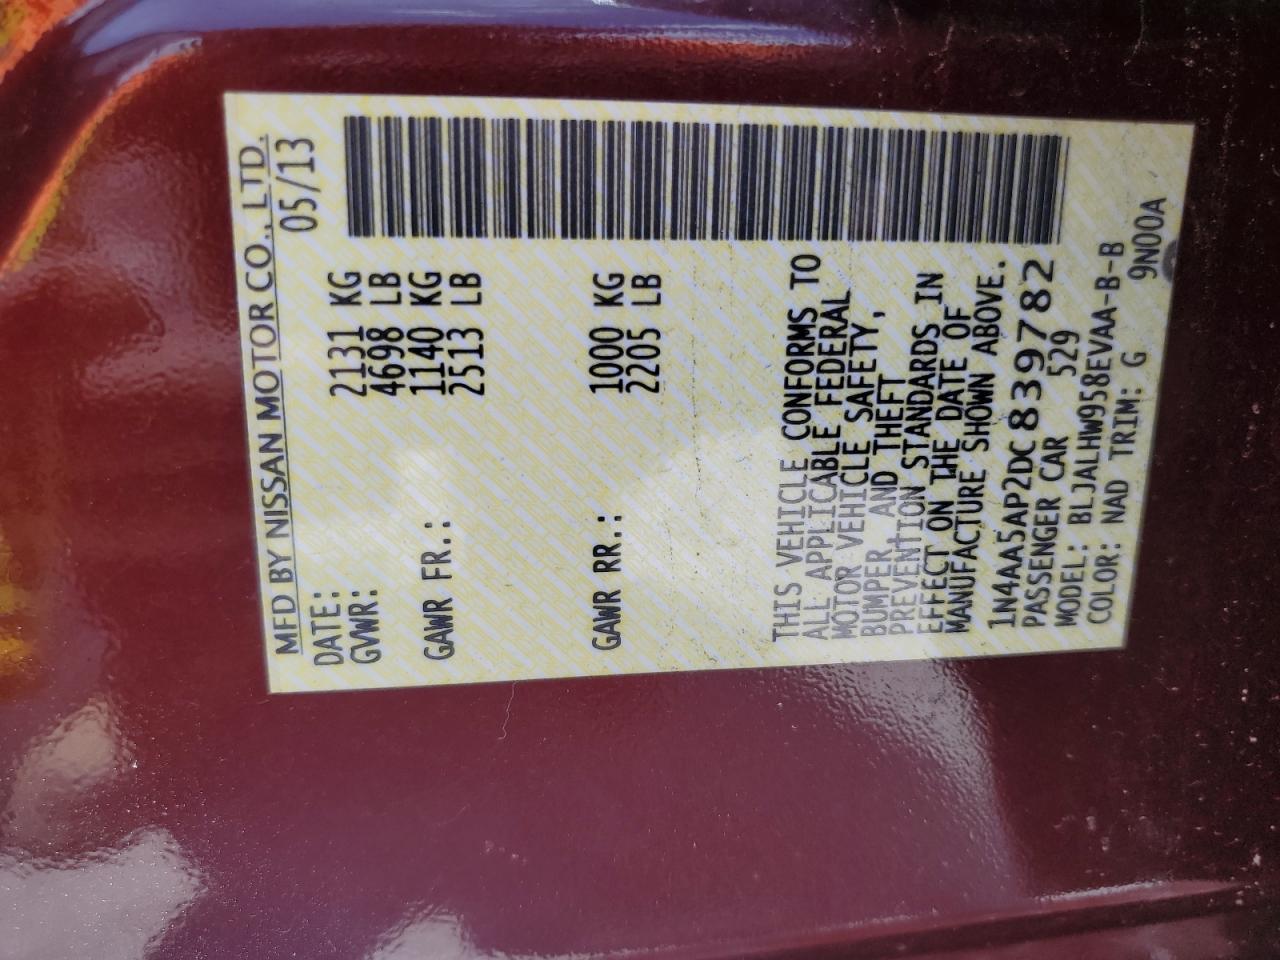 MFD BY NISSAN MOTOR CO., LTD.
DATE: 05/13
GVWR: 2131 KG
4698 LB
GAWR FR.: 1140 KG
2513 LB
GAWR RR.: 1000 KG
2205 LB
THIS VEHICLE CONFORMS TO
ALL APPLICABLE FEDERAL
MOTOR VEHICLE SAFETY,
BUMPER, AND THEFT
PREVENTION STANDARDS IN
EFFECT ON THE DATE OF
MANUFACTURE SHOWN ABOVE.
1N4AA5AP2DC839782
PASSENGER CAR 529
MODEL: BLJALHW958EVAA-B-B
COLOR: NAD TRIM: G 9N00A